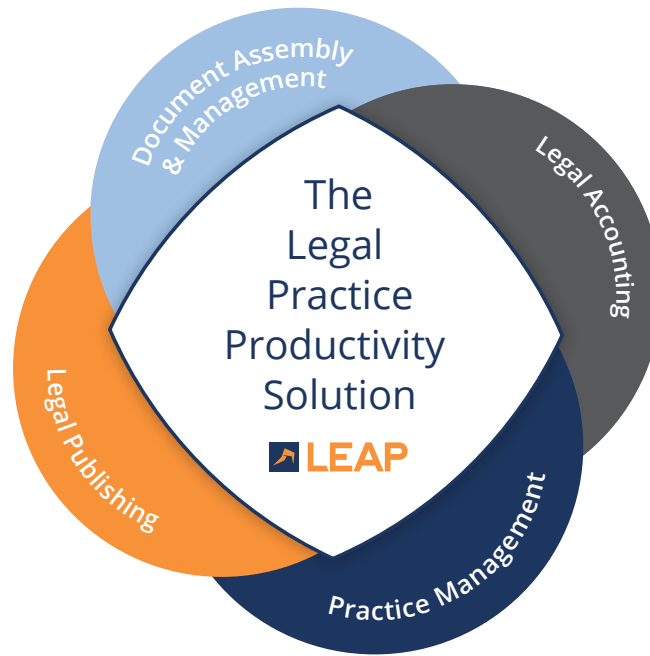 Document Assembly
& Management
Legal Accounting
The
Legal
Practice
Productivity
Solution
LEAP
Legal Publishing
Practice Management